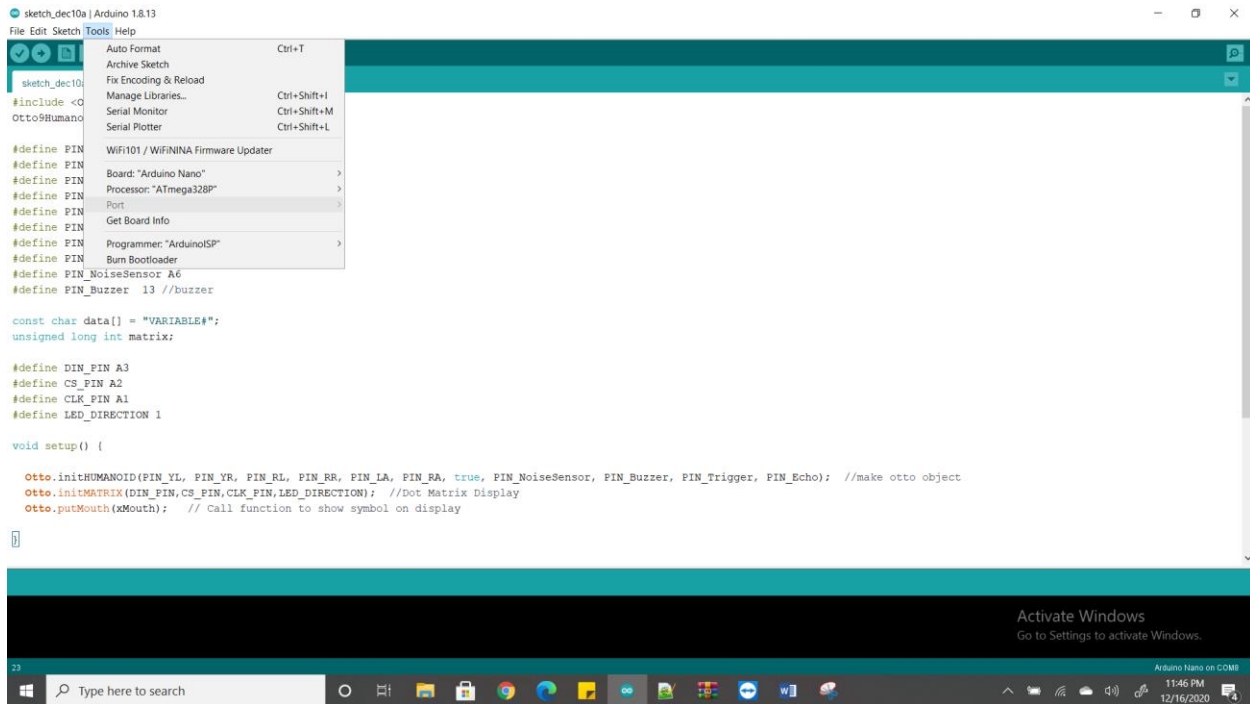 sketch_dec10a | Arduino 1.8.13
File Edit Sketch Tools Help
Auto Format Ctrl+T
Archive Sketch
Fix Encoding & Reload
Manage Libraries... Ctrl+Shift+I
Serial Monitor Ctrl+Shift+M
Serial Plotter Ctrl+Shift+L
WiFi101 / WiFiNINA Firmware Updater
Board: "Arduino Nano"
Processor: "ATmega328P"
Port
Get Board Info
Programmer: "ArduinoISP"
Burn Bootloader
sketch_dec10
#include <O
Otto9Humano
#define PIN
#define PIN
#define PIN
#define PIN
#define PIN
#define PIN
#define PIN
#define PIN
#define PIN_NoiseSensor A6
#define PIN_Buzzer 13 //buzzer
const char data[] = "VARIABLE#";
unsigned long int matrix;
#define DIN_PIN A3
#define CS_PIN A2
#define CLK_PIN A1
#define LED_DIRECTION 1
void setup() {
Otto.initHUMANOID(PIN_YL, PIN_YR, PIN_RL, PIN_RR, PIN_LA, PIN_RA, true, PIN_NoiseSensor, PIN_Buzzer, PIN_Trigger, PIN_Echo); //make otto object
Otto.initMATRIX(DIN_PIN,CS_PIN,CLK_PIN,LED_DIRECTION); //Dot Matrix Display
Otto.putMouth(xMouth); // Call function to show symbol on display
}
Activate Windows
Go to Settings to activate Windows.
23
Arduino Nano on COM8
Type here to search
11:46 PM
12/16/2020
4